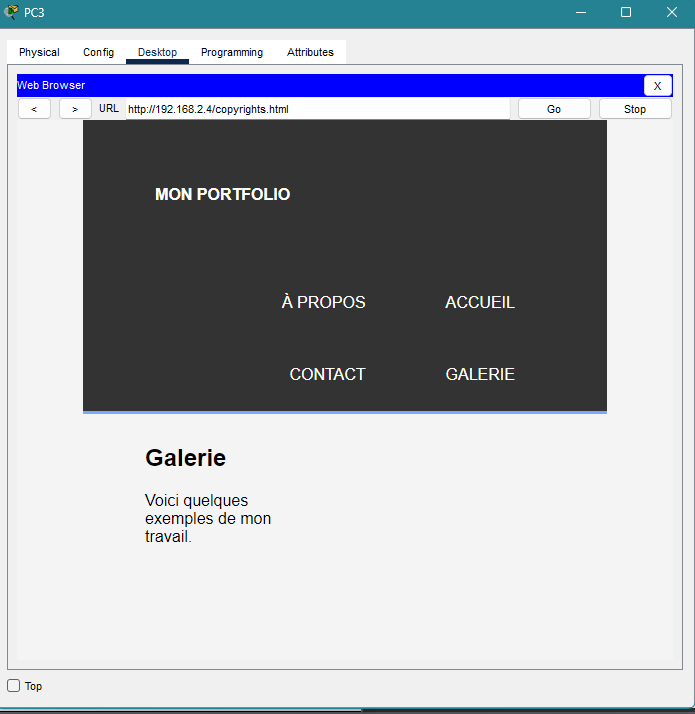 PC3
Physical Config Desktop Programming Attributes
Web Browser X
< > URL http://192.168.2.4/copyrights.html Go Stop
MON PORTFOLIO
À PROPOS ACCUEIL
CONTACT GALERIE
Galerie
Voici quelques
exemples de mon
travail.
Top